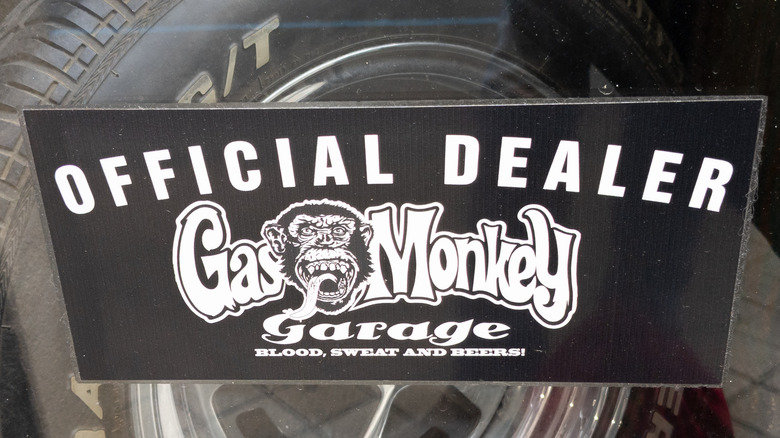 G/T
OFFICIAL DEALER
Gas Monkey
Garage
BLOOD, SWEAT AND BEERS!